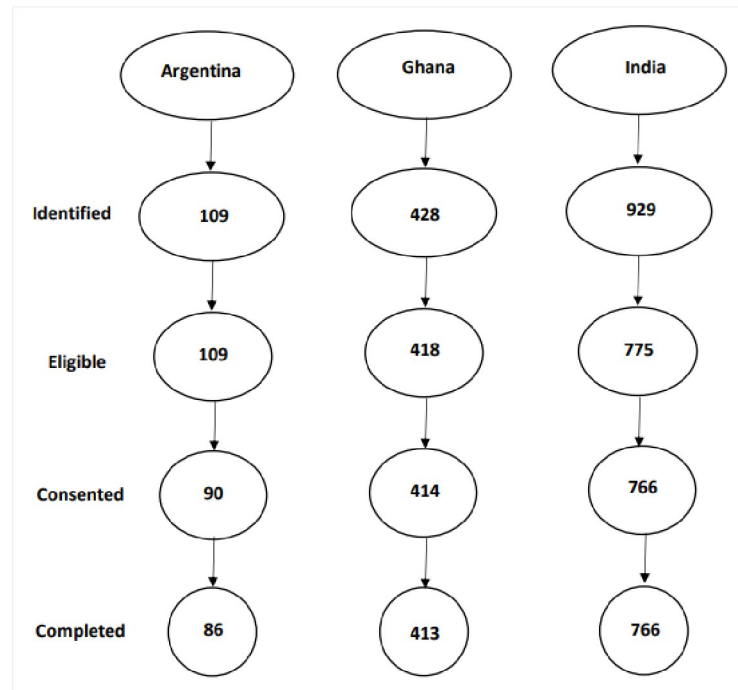 Argentina Ghana India
Identified 109 428 929
Eligible 109 418 775
Consented 90 414 766
Completed 86 413 766